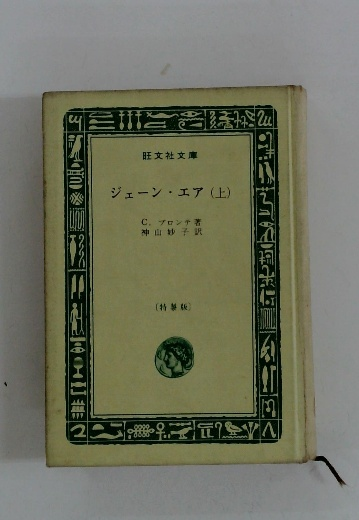 旺文社文庫
ジェーン・エア(上)
C. ブロンテ著
神山妙子訳
〔特製版〕